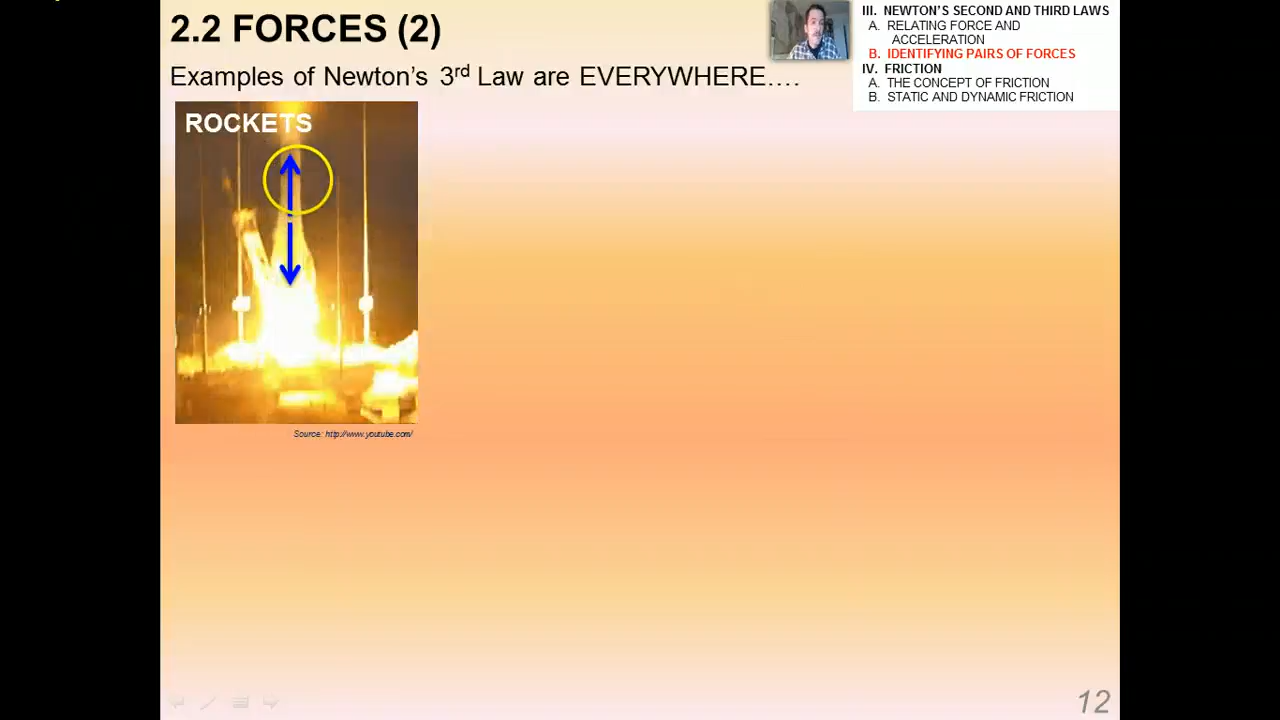 2.2 FORCES (2)
Examples of Newton's 3rd Law are EVERYWHERE….
III. NEWTON'S SECOND AND THIRD LAWS
A. RELATING FORCE AND
ACCELERATION
B. IDENTIFYING PAIRS OF FORCES
IV. FRICTION
A. THE CONCEPT OF FRICTION
B. STATIC AND DYNAMIC FRICTION
ROCKETS
Source: http://www.youtube.com/
12